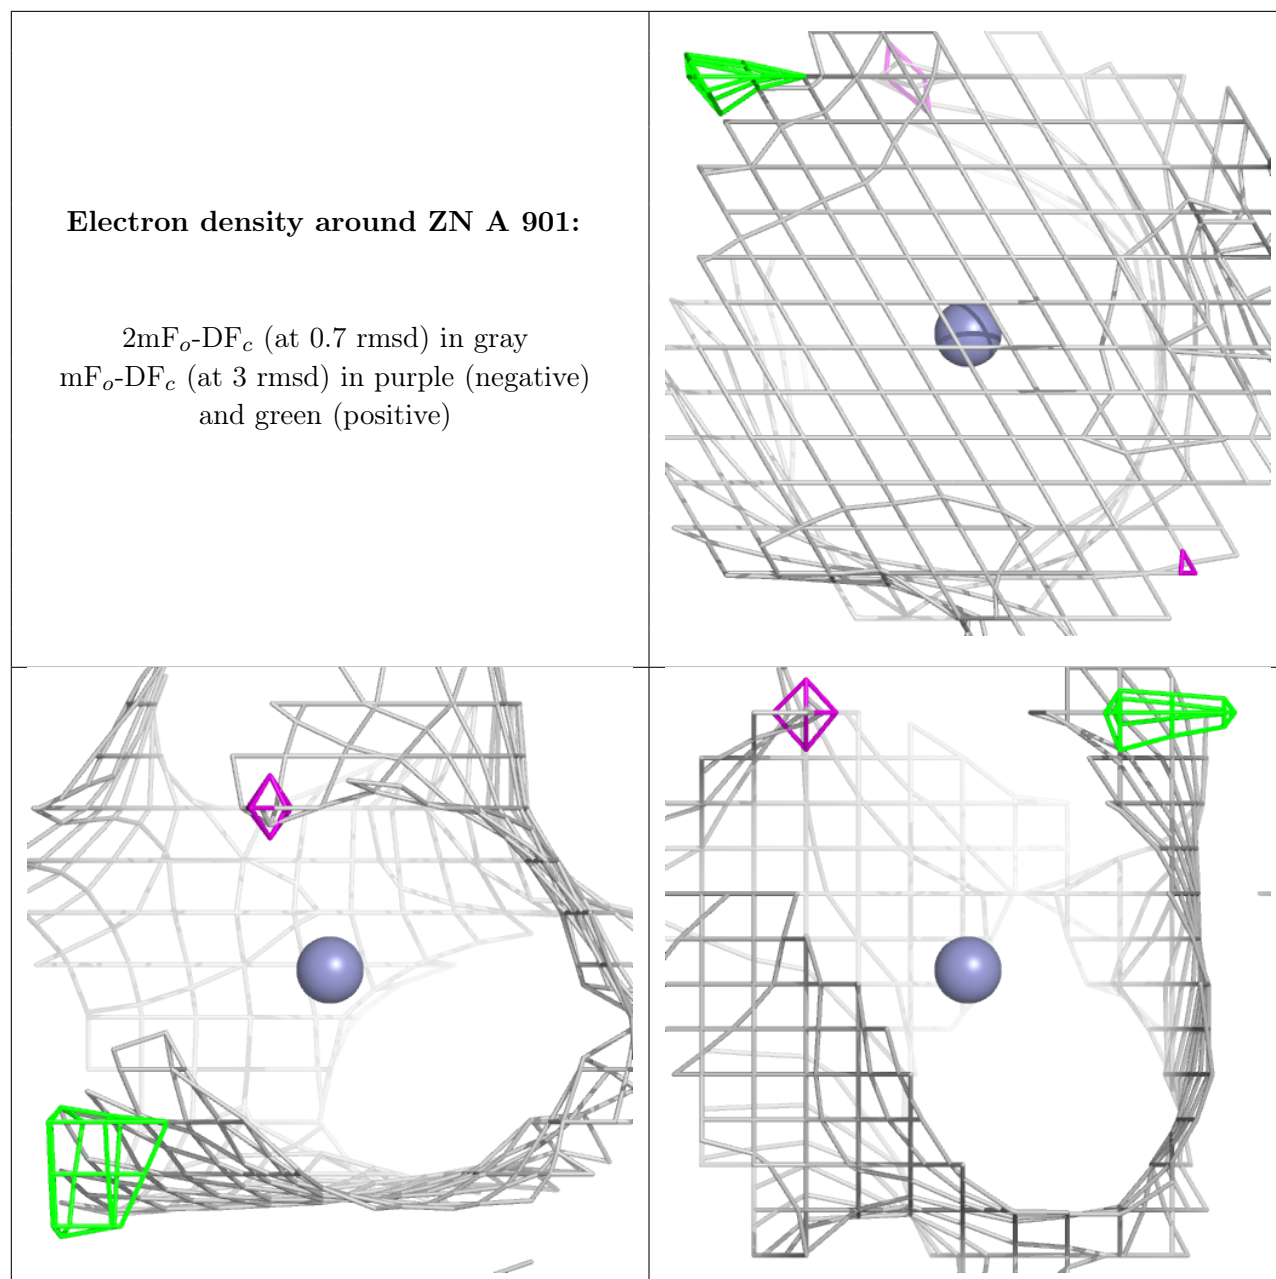 Electron density around ZN A 901:
2mFo-DFc (at 0.7 rmsd) in gray
mFo-DFc (at 3 rmsd) in purple (negative)
and green (positive)